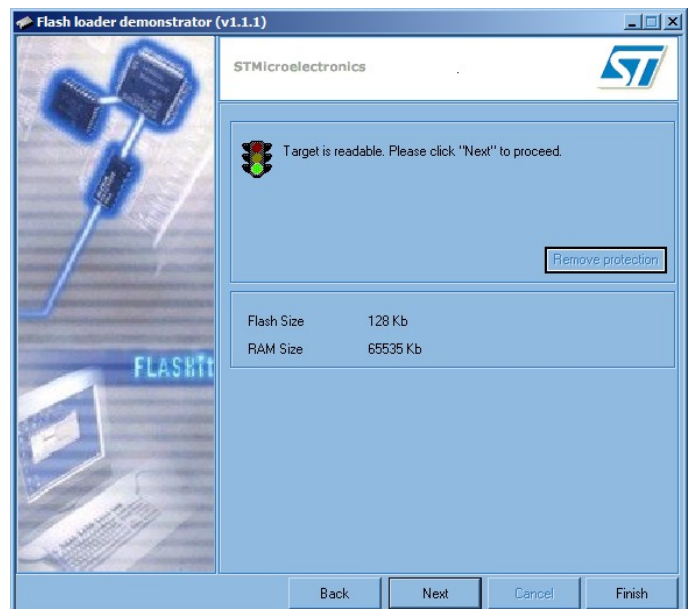 Flash loader demonstrator (v1.1.1)
STMicroelectronics
ST
Target is readable. Please click "Next" to proceed.
Remove protection
Flash Size 128 Kb
RAM Size 65535 Kb
FLASHIt
Back Next Cancel Finish